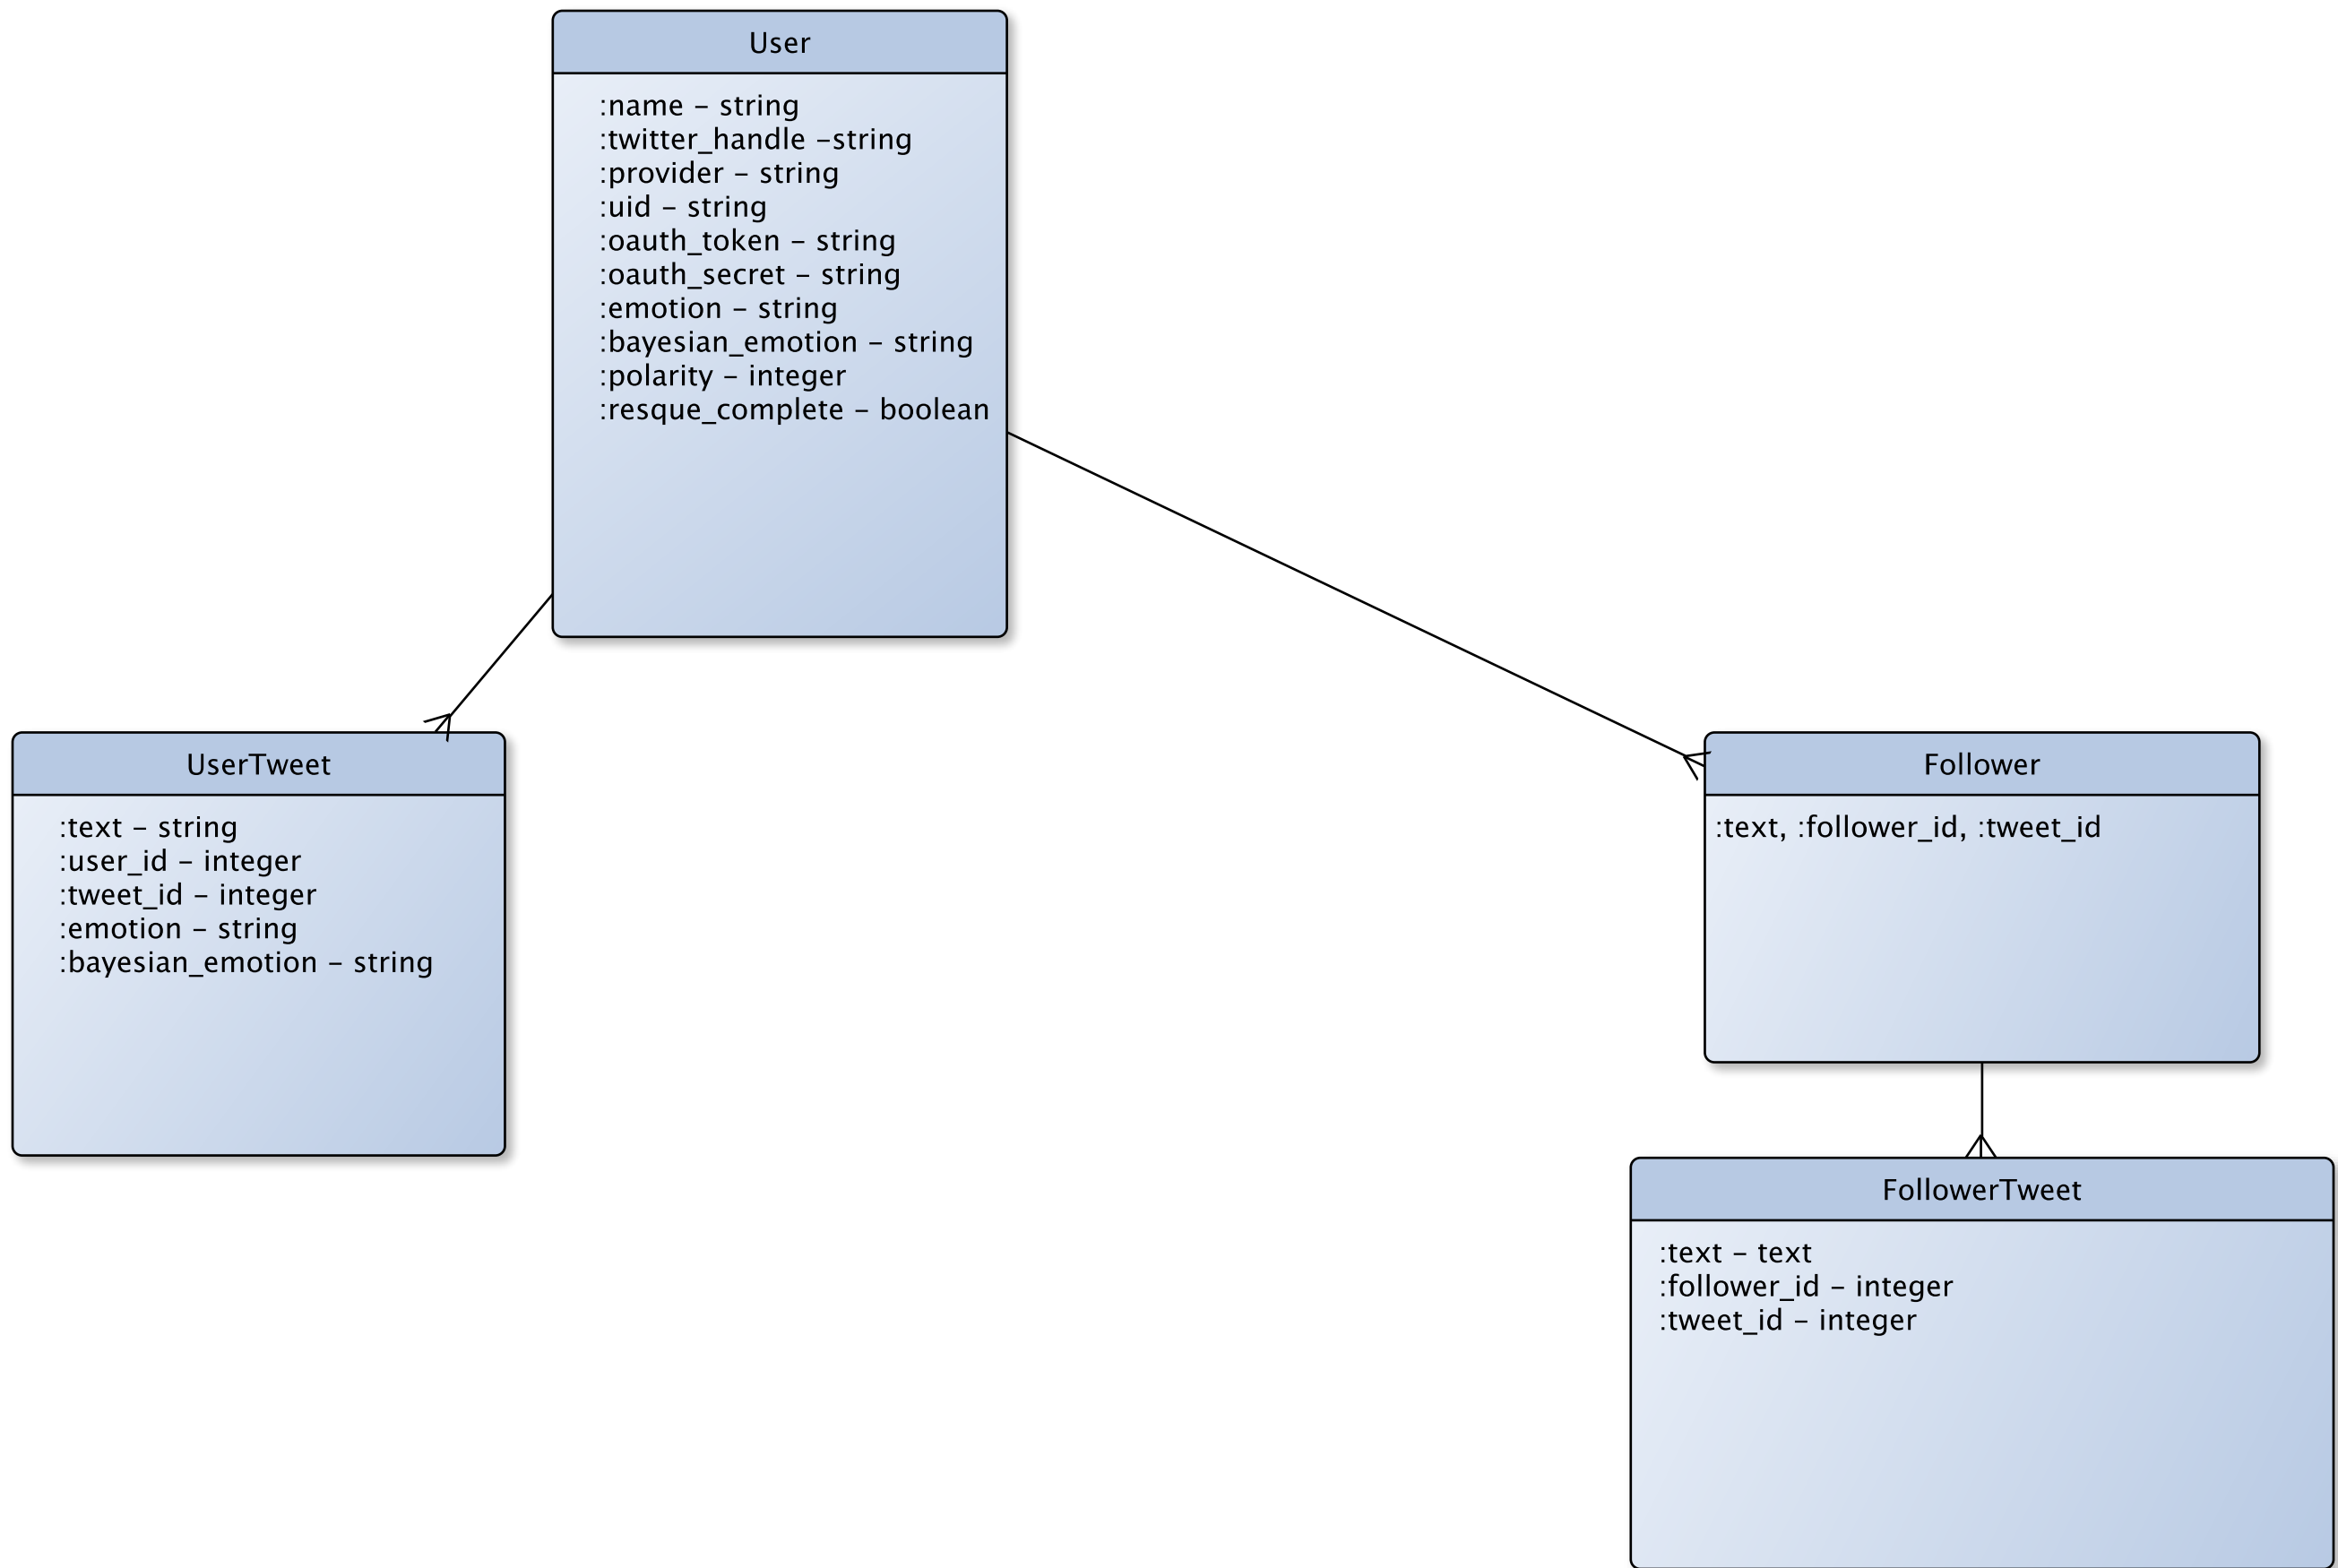 User
:name – string
:twitter_handle –string
:provider – string
:uid – string
:oauth_token – string
:oauth_secret – string
:emotion – string
:bayesian_emotion – string
:polarity – integer
:resque_complete – boolean
UserTweet
:text – string
:user_id – integer
:tweet_id – integer
:emotion – string
:bayesian_emotion – string
Follower
:text, :follower_id, :tweet_id
FollowerTweet
:text – text
:follower_id – integer
:tweet_id – integer